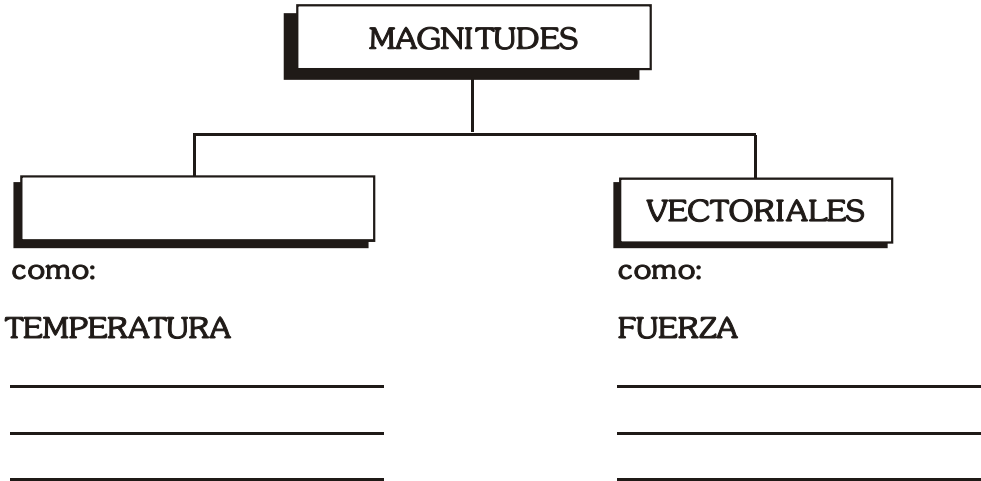 MAGNITUDES
VECTORIALES
como:
TEMPERATURA
como:
FUERZA